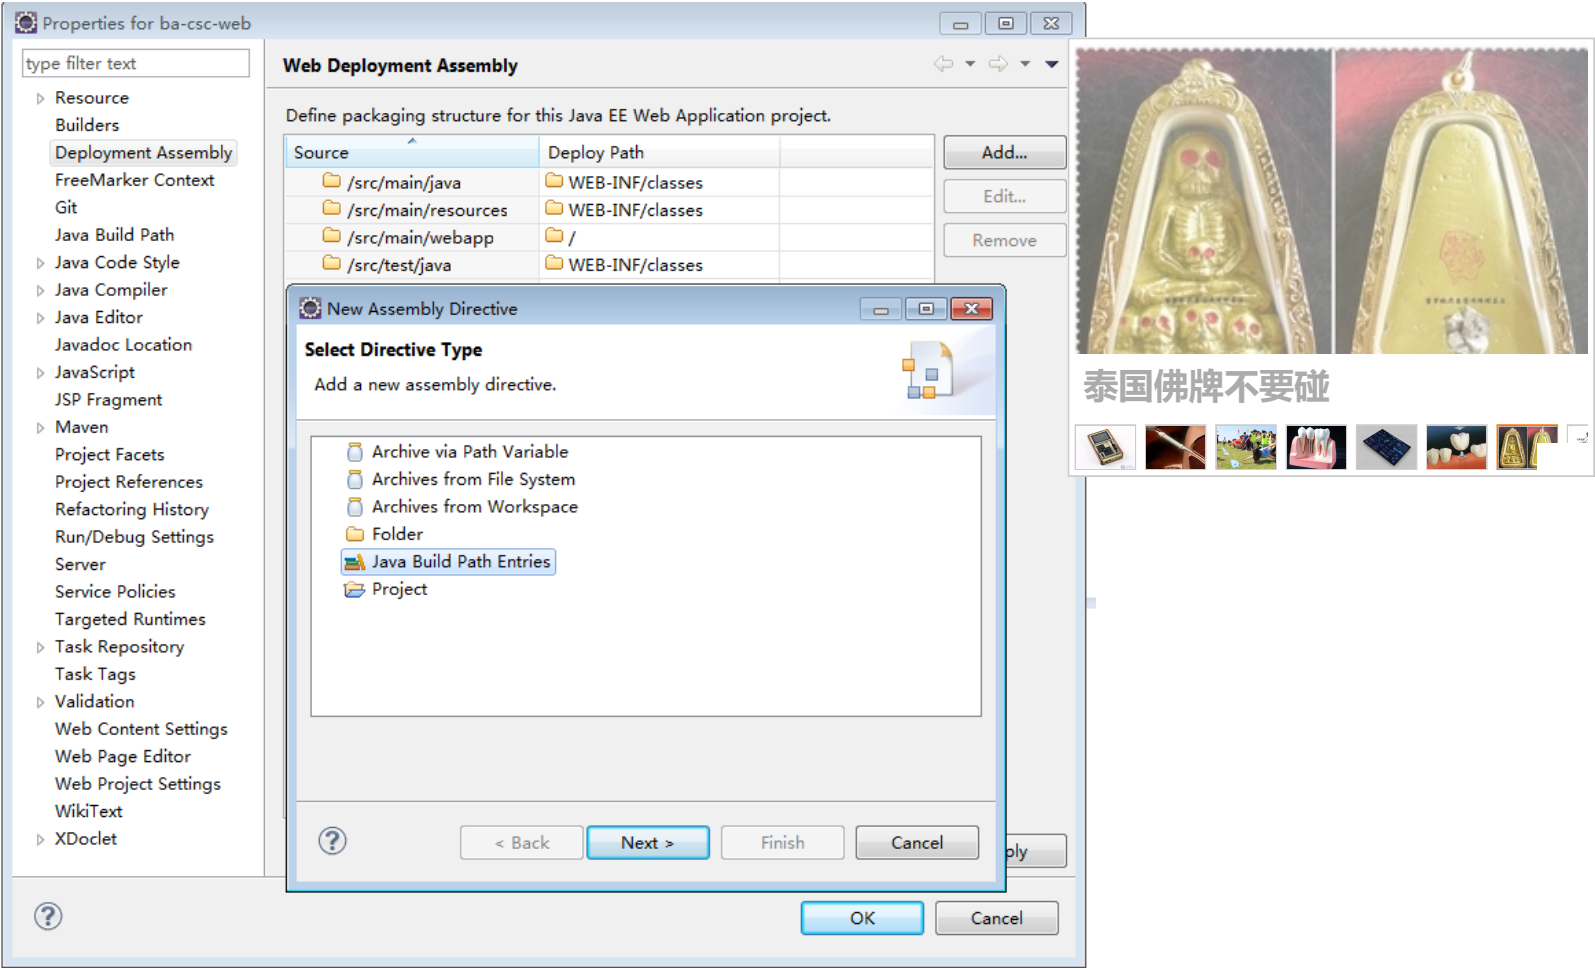 Properties for ba-csc-web
type filter text
Resource
Builders
Deployment Assembly
FreeMarker Context
Git
Java Build Path
Java Code Style
Java Compiler
Java Editor
Javadoc Location
JavaScript
JSP Fragment
Maven
Project Facets
Project References
Refactoring History
Run/Debug Settings
Server
Service Policies
Targeted Runtimes
Task Repository
Task Tags
Validation
Web Content Settings
Web Page Editor
Web Project Settings
WikiText
XDoclet
Web Deployment Assembly
Define packaging structure for this Java EE Web Application project.
Source Deploy Path
/src/main/java WEB-INF/classes
/src/main/resources WEB-INF/classes
/src/main/webapp /
/src/test/java WEB-INF/classes
Add...
Edit...
Remove
New Assembly Directive
Select Directive Type
Add a new assembly directive.
Archive via Path Variable
Archives from File System
Archives from Workspace
Folder
Java Build Path Entries
Project
< Back Next > Finish Cancel
ply
OK Cancel
泰国佛牌不要碰